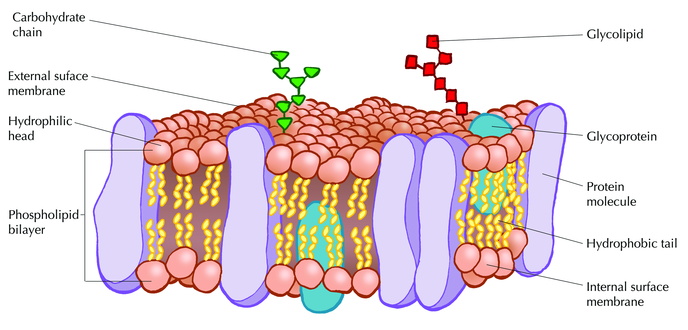 Carbohydrate
chain
External suface
membrane
Hydrophilic
head
Phospholipid
bilayer
Glycolipid
Glycoprotein
Protein
molecule
Hydrophobic tail
Internal surface
membrane